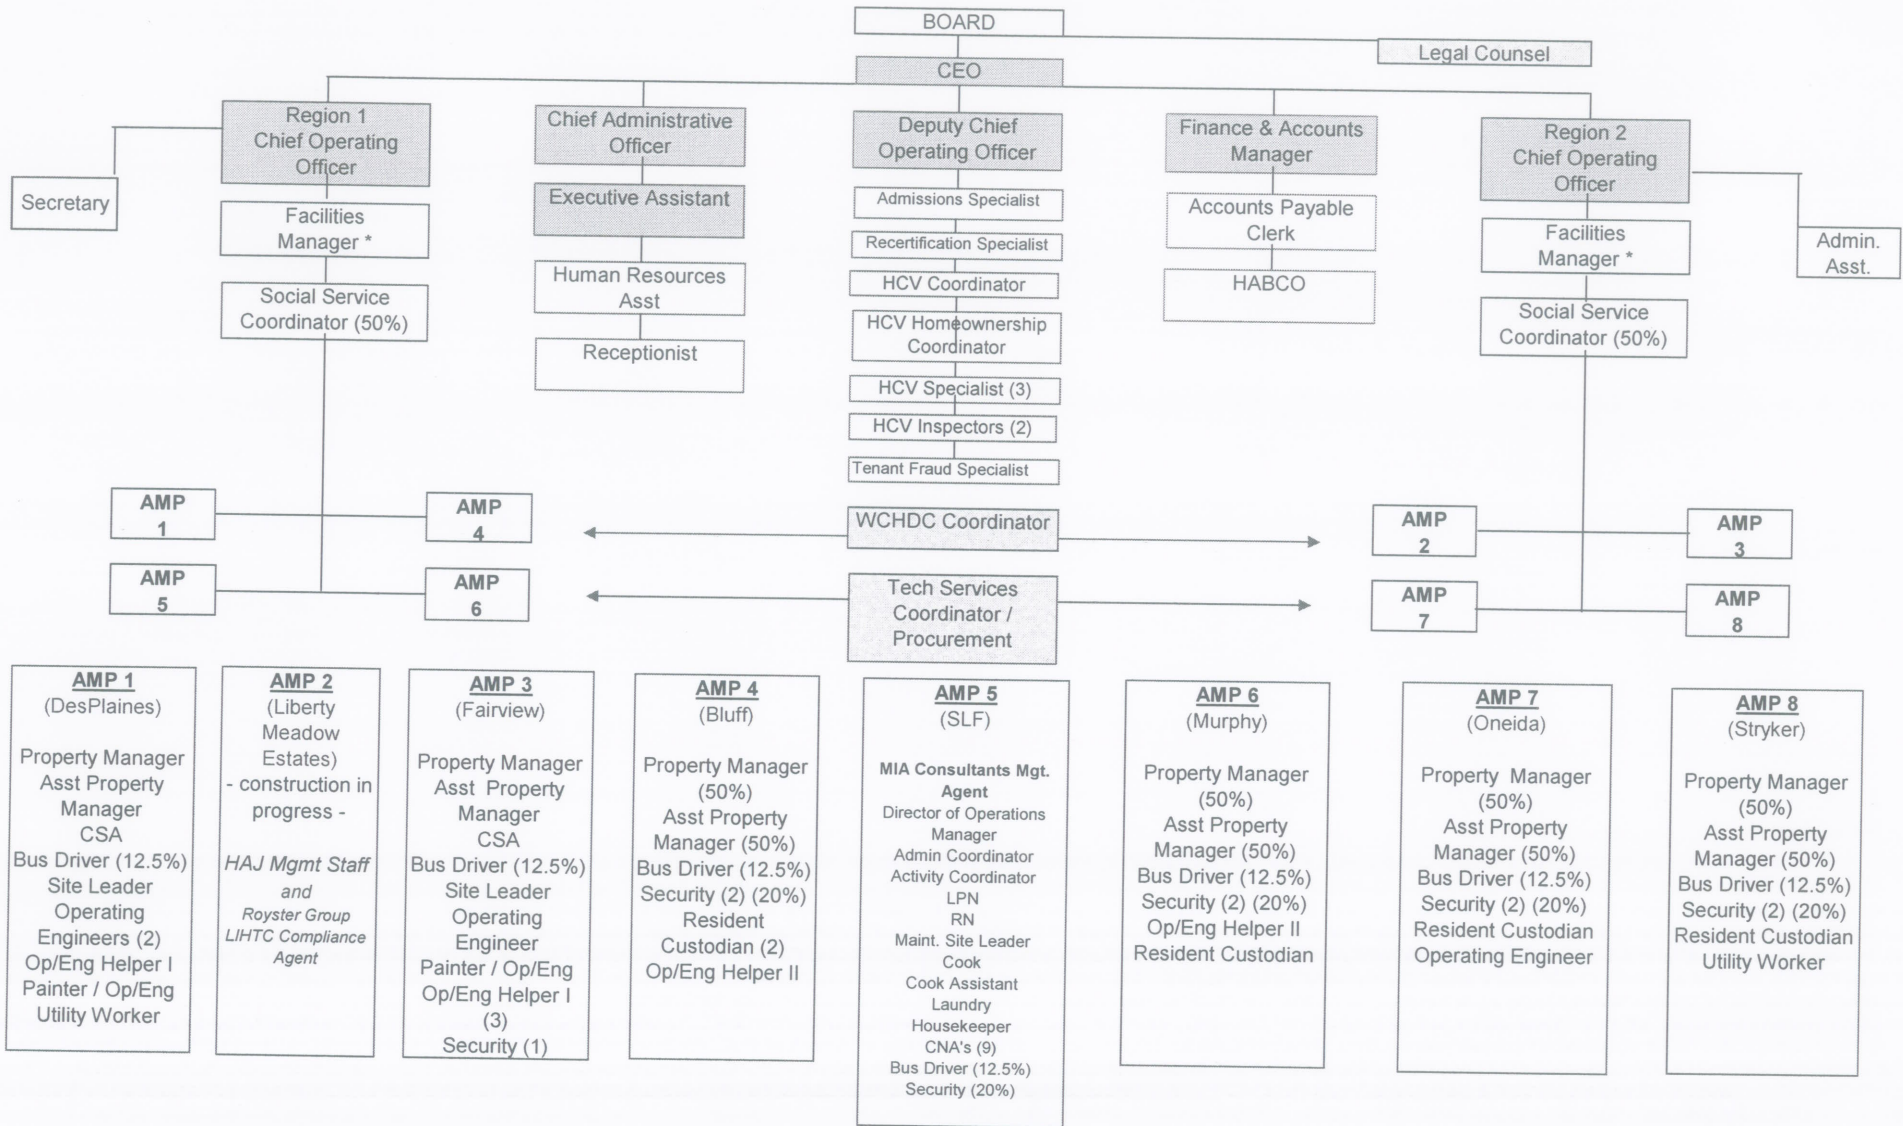 BOARD
Legal Counsel
CEO
Region 1
Chief Operating
Officer
Chief Administrative
Officer
Deputy Chief
Operating Officer
Finance & Accounts
Manager
Region 2
Chief Operating
Officer
Secretary
Facilities
Manager *
Social Service
Coordinator (50%)
Executive Assistant
Human Resources
Asst
Receptionist
Admissions Specialist
Recertification Specialist
HCV Coordinator
HCV Homeownership
Coordinator
HCV Specialist (3)
HCV Inspectors (2)
Tenant Fraud Specialist
Accounts Payable
Clerk
HABCO
Facilities
Manager *
Social Service
Coordinator (50%)
Admin.
Asst.
AMP
1
AMP
4
AMP
5
AMP
6
WCHDC Coordinator
Tech Services
Coordinator /
Procurement
AMP
2
AMP
3
AMP
7
AMP
8
AMP 1
(DesPlaines)
Property Manager
Asst Property
Manager
CSA
Bus Driver (12.5%)
Site Leader
Operating
Engineers (2)
Op/Eng Helper I
Painter / Op/Eng
Utility Worker
AMP 2
(Liberty
Meadow
Estates)
- construction in
progress -
HAJ Mgmt Staff
and
Royster Group
LIHTC Compliance
Agent
AMP 3
(Fairview)
Property Manager
Asst Property
Manager
CSA
Bus Driver (12.5%)
Site Leader
Operating
Engineer
Painter / Op/Eng
Op/Eng Helper I
(3)
Security (1)
AMP 4
(Bluff)
Property Manager
(50%)
Asst Property
Manager (50%)
Bus Driver (12.5%)
Security (2) (20%)
Resident
Custodian (2)
Op/Eng Helper II
AMP 5
(SLF)
MIA Consultants Mgt.
Agent
Director of Operations
Manager
Admin Coordinator
Activity Coordinator
LPN
RN
Maint. Site Leader
Cook
Cook Assistant
Laundry
Housekeeper
CNA's (9)
Bus Driver (12.5%)
Security (20%)
AMP 6
(Murphy)
Property Manager
(50%)
Asst Property
Manager (50%)
Bus Driver (12.5%)
Security (2) (20%)
Op/Eng Helper II
Resident Custodian
AMP 7
(Oneida)
Property Manager
(50%)
Asst Property
Manager (50%)
Bus Driver (12.5%)
Security (2) (20%)
Resident Custodian
Operating Engineer
AMP 8
(Stryker)
Property Manager
(50%)
Asst Property
Manager (50%)
Bus Driver (12.5%)
Security (2) (20%)
Resident Custodian
Utility Worker